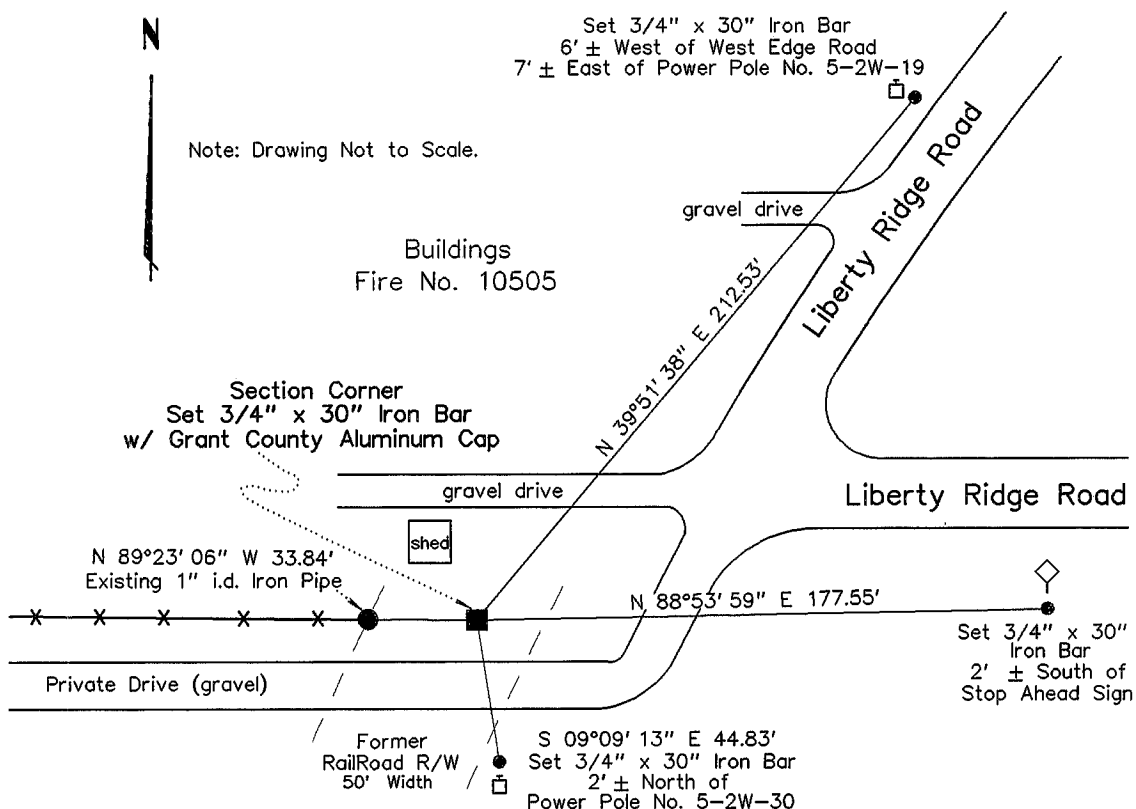 N
Set 3/4" x 30" Iron Bar
6' ± West of West Edge Road
7' ± East of Power Pole No. 5-2W-19
Note: Drawing Not to Scale.
gravel drive
Liberty Ridge Road
Buildings
Fire No. 10505
N 39°51' 38" E 212.53'
Section Corner
Set 3/4" x 30" Iron Bar
w/ Grant County Aluminum Cap
gravel drive
Liberty Ridge Road
shed
N 89°23' 06" W 33.84'
Existing 1" i.d. Iron Pipe
N 88°53' 59" E 177.55'
Set 3/4" x 30"
Iron Bar
2' ± South of
Stop Ahead Sign
Private Drive (gravel)
Former
RailRoad R/W
50' Width
S 09°09' 13" E 44.83'
Set 3/4" x 30" Iron Bar
2' ± North of
Power Pole No. 5-2W-30